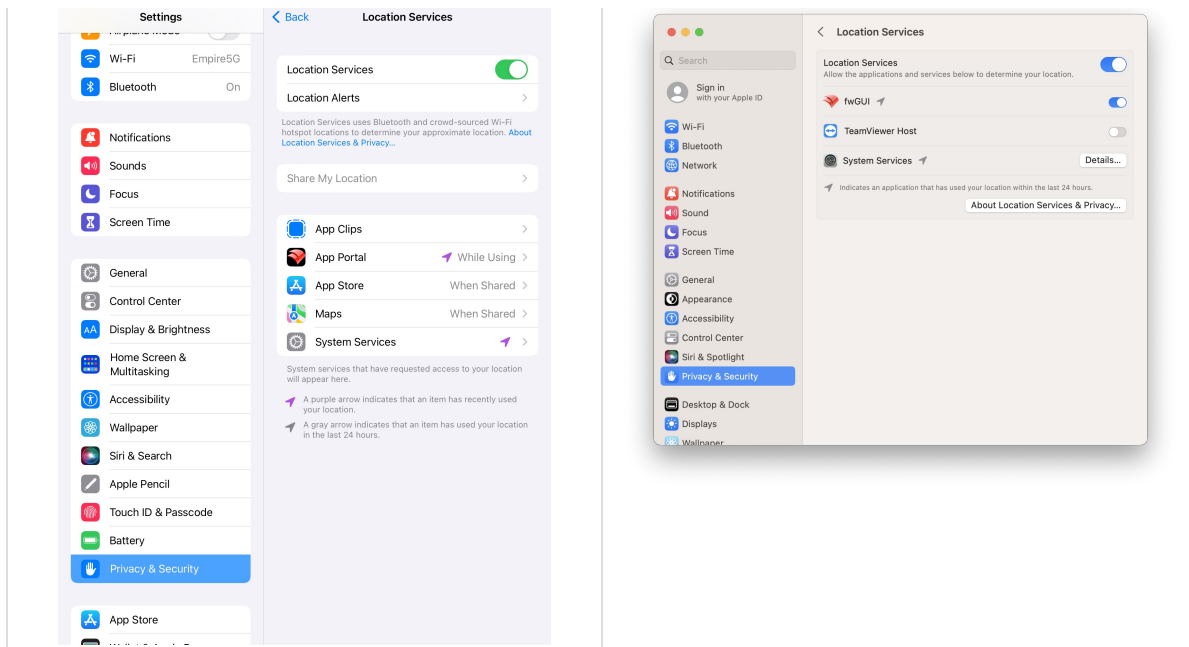 Settings
Wi-Fi Empire5G
Bluetooth On
Notifications
Sounds
Focus
Screen Time
General
Control Center
Display & Brightness
Home Screen &
Multitasking
Accessibility
Wallpaper
Siri & Search
Apple Pencil
Touch ID & Passcode
Battery
Privacy & Security
App Store
Back Location Services
Location Services
Location Alerts
Location Services uses Bluetooth and crowd-sourced Wi-Fi
hotspot locations to determine your approximate location. About
Location Services & Privacy...
Share My Location
App Clips
App Portal While Using
App Store When Shared
Maps When Shared
System Services
System services that have requested access to your location
will appear here.
A purple arrow indicates that an item has recently used
your location.
A gray arrow indicates that an item has used your location
in the last 24 hours.
Search
Sign in
with your Apple ID
Wi-Fi
Bluetooth
Network
Notifications
Sound
Focus
Screen Time
General
Appearance
Accessibility
Control Center
Siri & Spotlight
Privacy & Security
Desktop & Dock
Displays
Wallpaper
Location Services
Location Services
Allow the applications and services below to determine your location.
fwGUI
TeamViewer Host
System Services Details...
Indicates an application that has used your location within the last 24 hours.
About Location Services & Privacy...